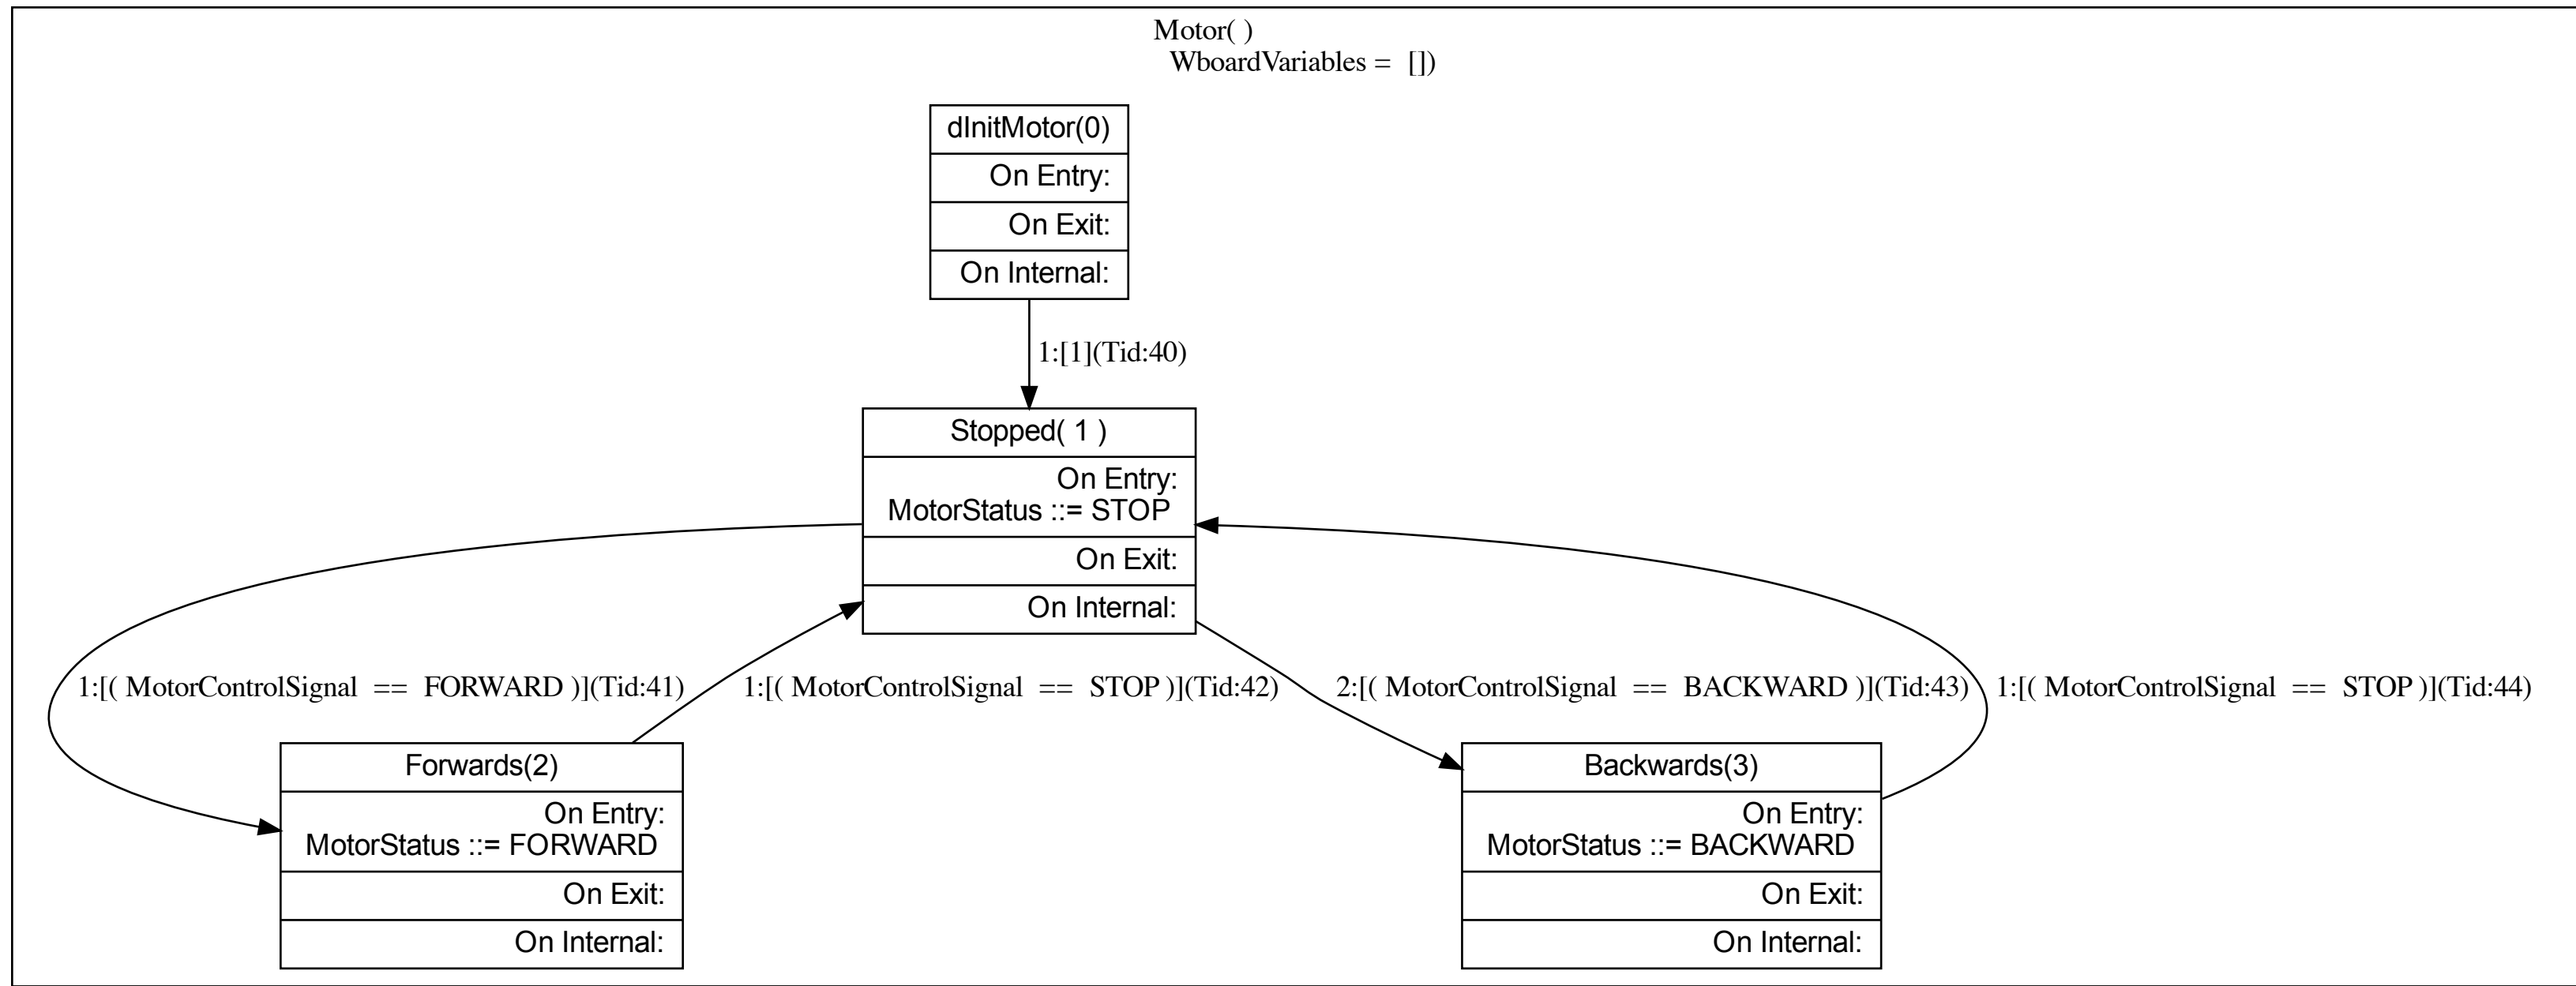 Motor( )
WboardVariables = [])
dInitMotor(0)
On Entry:
On Exit:
On Internal:
1:[1](Tid:40)
Stopped( 1 )
On Entry:
MotorStatus ::= STOP
On Exit:
On Internal:
1:[( MotorControlSignal == FORWARD )](Tid:41)
1:[( MotorControlSignal == STOP )](Tid:42)
2:[( MotorControlSignal == BACKWARD )](Tid:43)
1:[( MotorControlSignal == STOP )](Tid:44)
Forwards(2)
On Entry:
MotorStatus ::= FORWARD
On Exit:
On Internal:
Backwards(3)
On Entry:
MotorStatus ::= BACKWARD
On Exit:
On Internal: